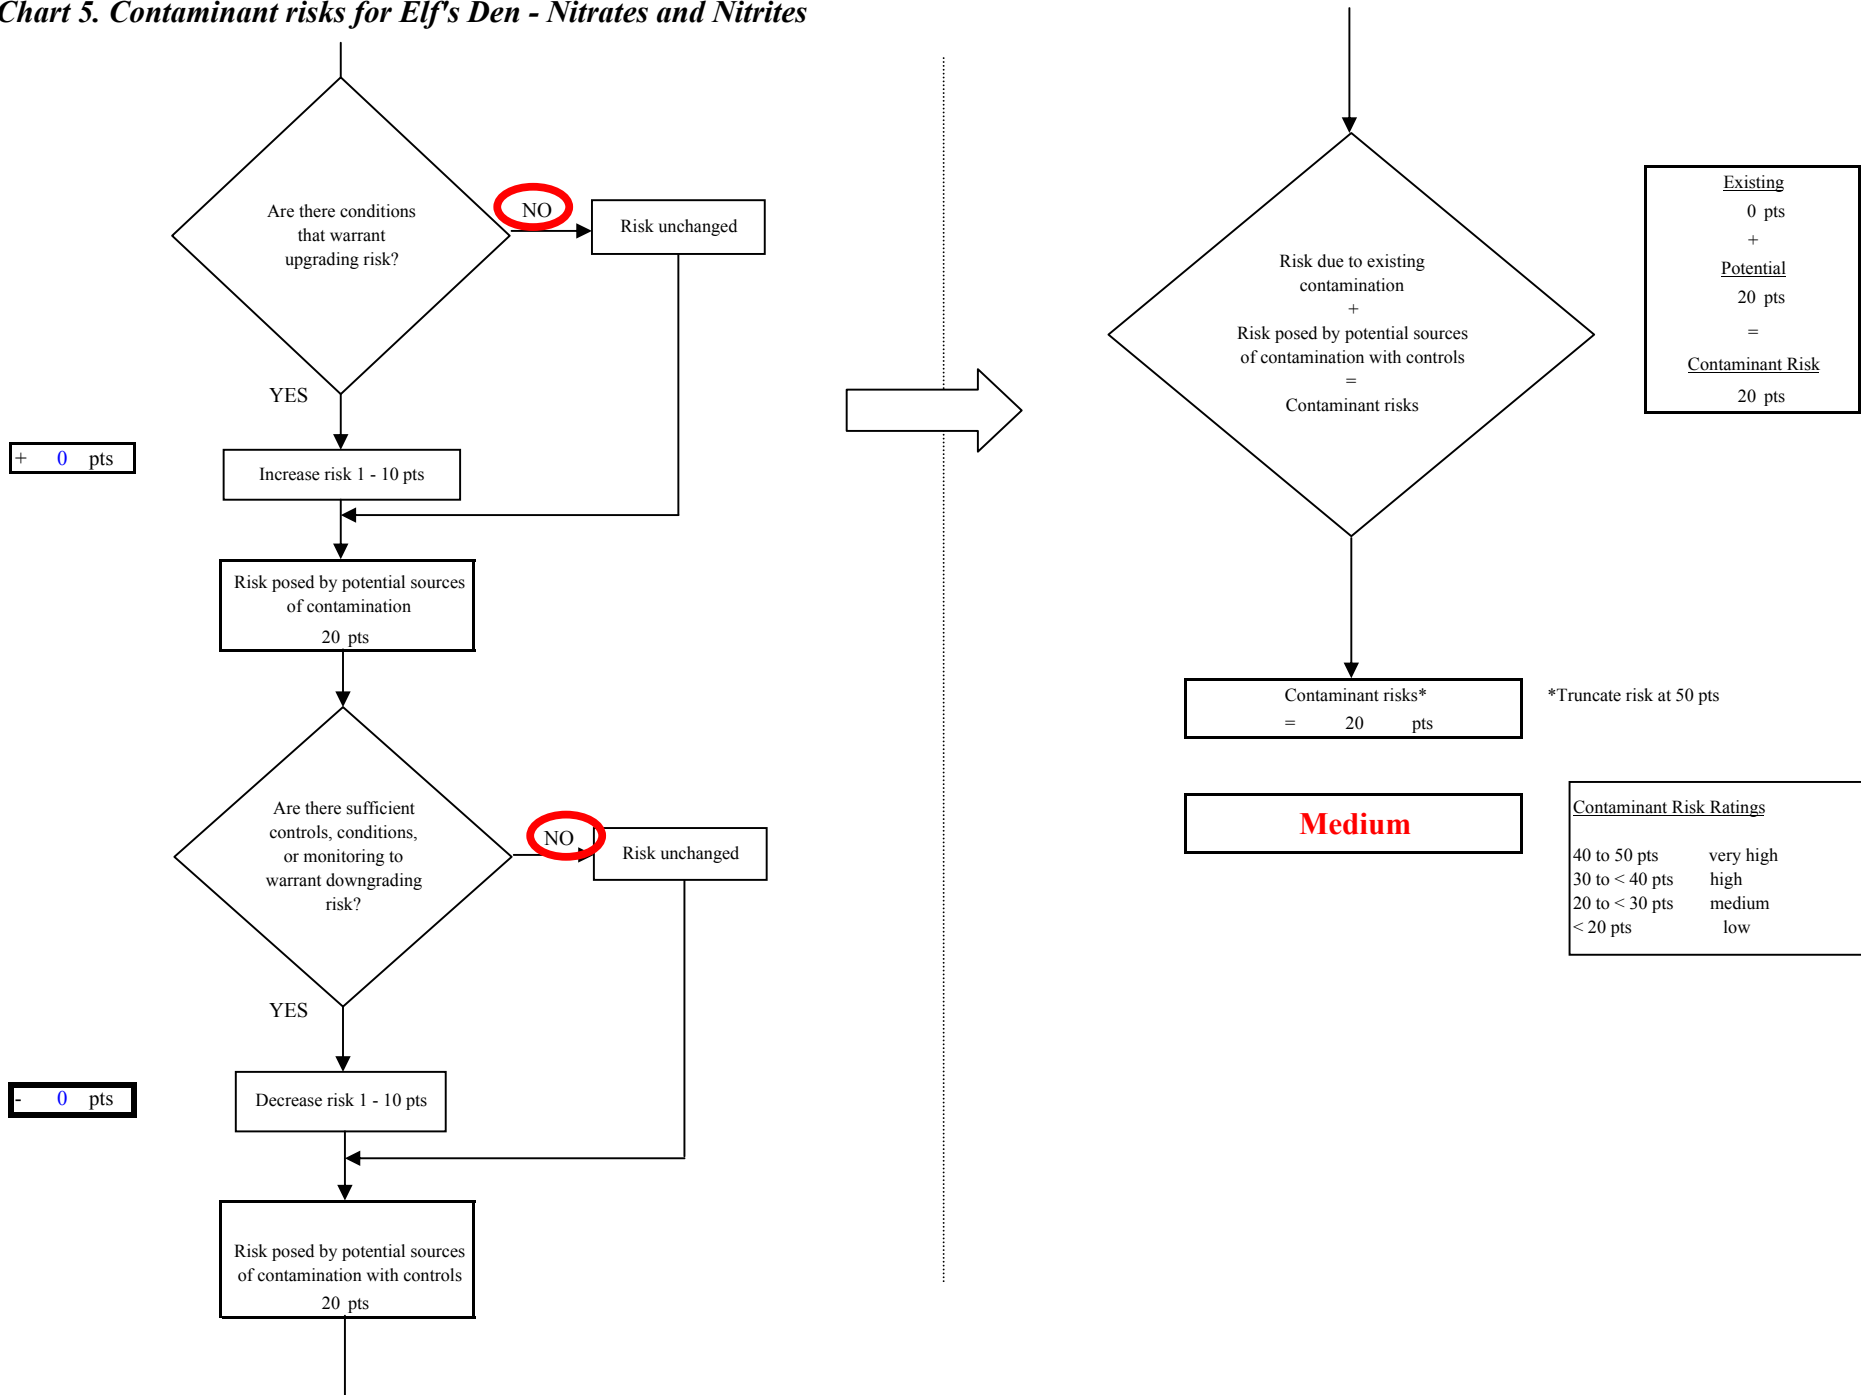 Chart 5. Contaminant risks for Elf's Den - Nitrates and Nitrites
Are there conditions
that warrant
upgrading risk?
NO
Risk unchanged
YES
+ 0 pts
Increase risk 1 - 10 pts
Risk posed by potential sources
of contamination
20 pts
Are there sufficient
controls, conditions,
or monitoring to
warrant downgrading
risk?
NO
Risk unchanged
YES
- 0 pts
Decrease risk 1 - 10 pts
Risk posed by potential sources
of contamination with controls
20 pts
Risk due to existing
contamination
+
Risk posed by potential sources
of contamination with controls
=
Contaminant risks
Existing
0 pts
+
Potential
20 pts
=
Contaminant Risk
20 pts
Contaminant risks*
= 20 pts
*Truncate risk at 50 pts
Medium
Contaminant Risk Ratings
40 to 50 pts very high
30 to < 40 pts high
20 to < 30 pts medium
< 20 pts low